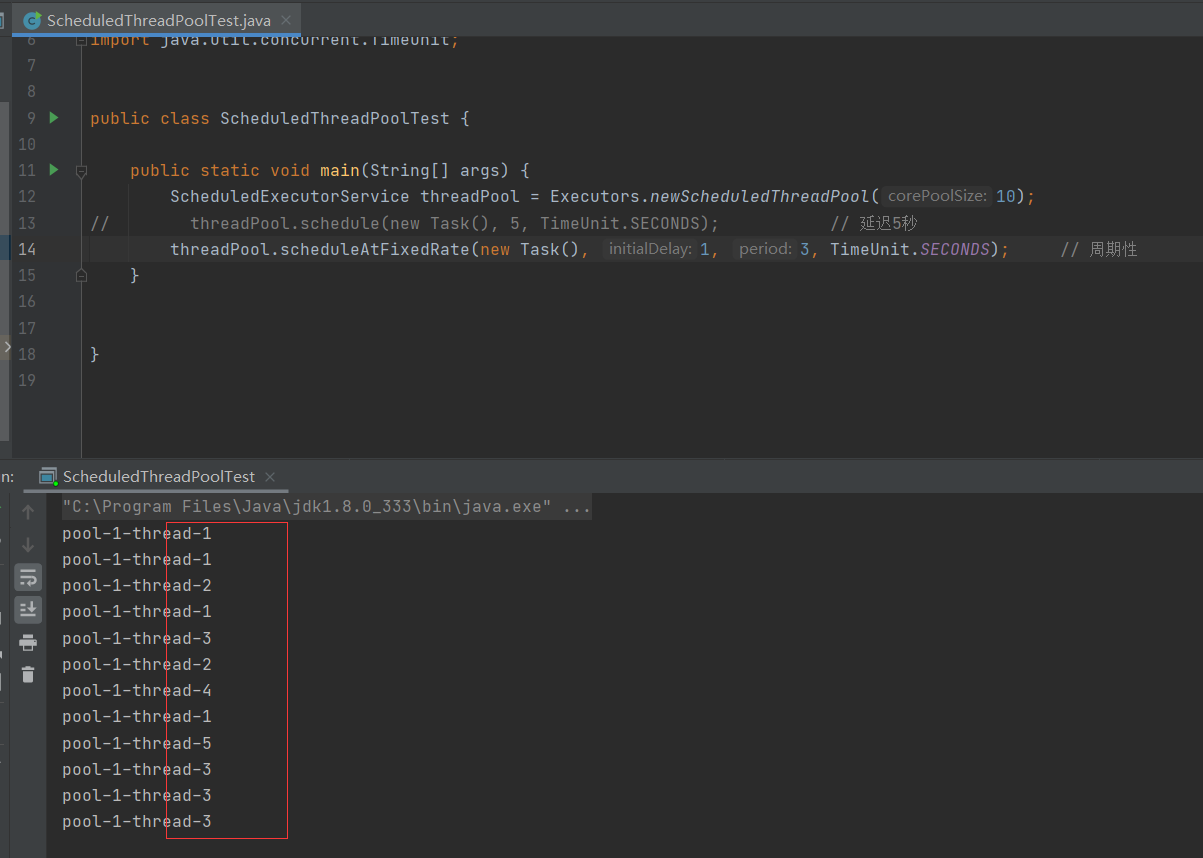 ScheduledThreadPoolTest.java
6 import java.util.concurrent.TimeUnit;
7
8
9 public class ScheduledThreadPoolTest {
10
11 public static void main(String[] args) {
12 ScheduledExecutorService threadPool = Executors.newScheduledThreadPool( corePoolSize: 10);
13 // threadPool.schedule(new Task(), 5, TimeUnit.SECONDS); // 延迟5秒
14 threadPool.scheduleAtFixedRate(new Task(), initialDelay: 1, period: 3, TimeUnit.SECONDS); // 周期性
15 }
16
17
18 }
19
n: ScheduledThreadPoolTest
"C:\Program Files\Java\jdk1.8.0_333\bin\java.exe" ...
pool-1-thread-1
pool-1-thread-1
pool-1-thread-2
pool-1-thread-1
pool-1-thread-3
pool-1-thread-2
pool-1-thread-4
pool-1-thread-1
pool-1-thread-5
pool-1-thread-3
pool-1-thread-3
pool-1-thread-3